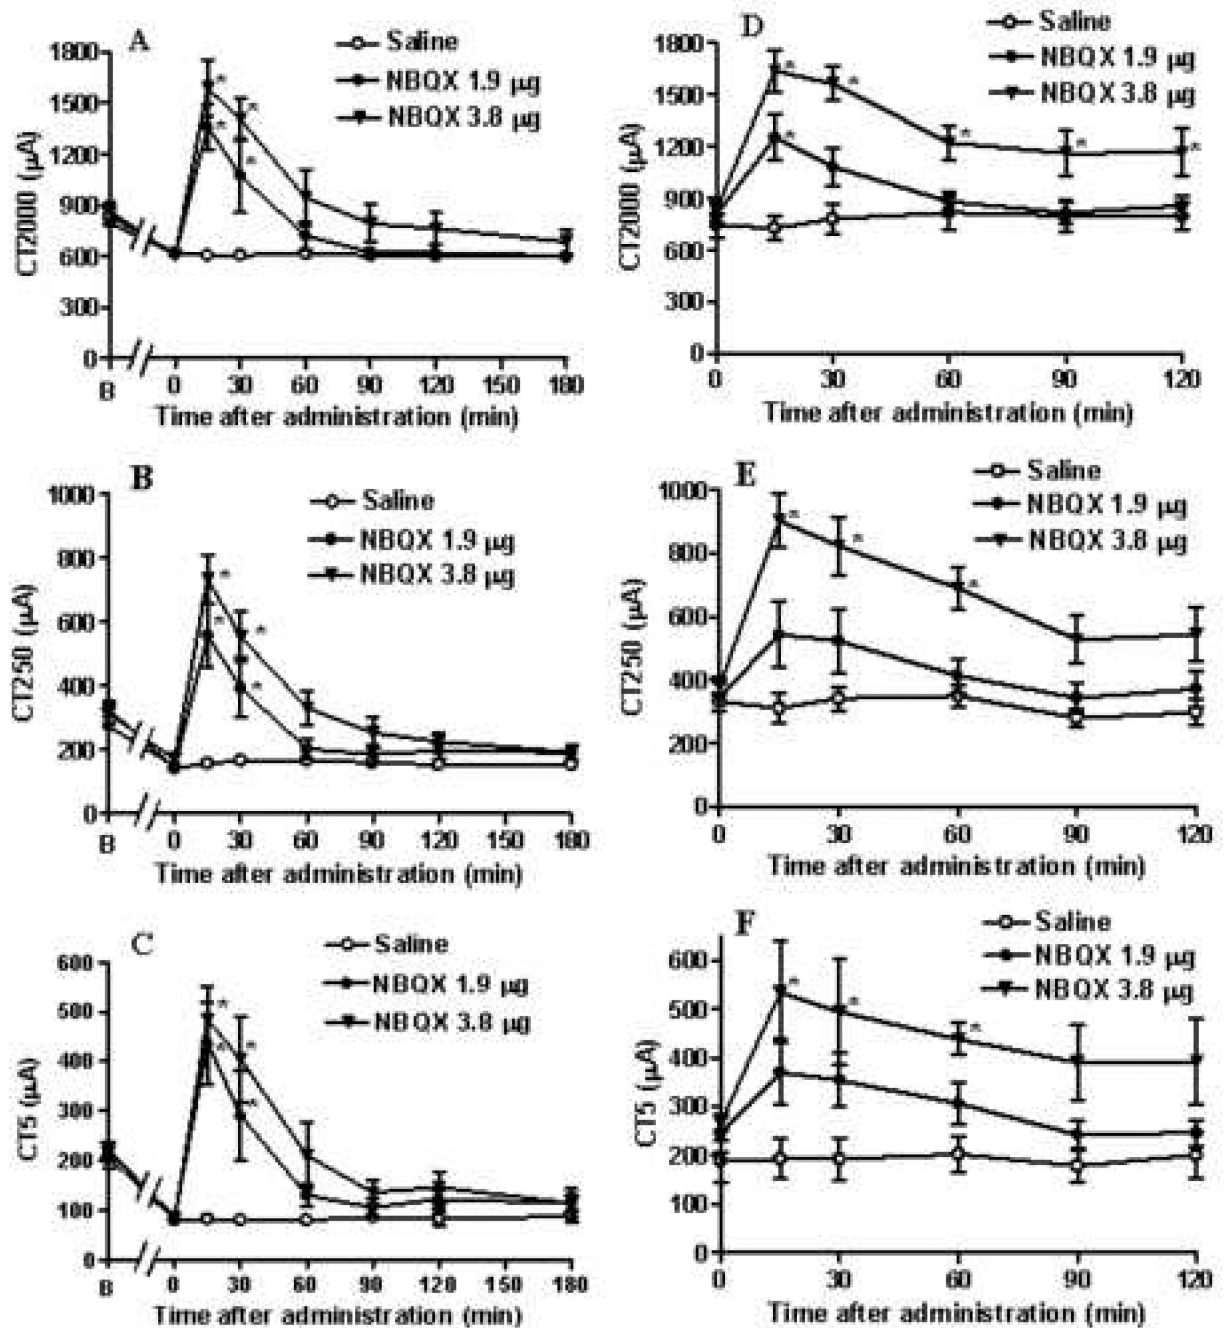 A
Saline
NBQX 1.9 µg
NBQX 3.8 µg
CT2000 (µA)
1800
1500
1200
900
600
300
0
B 0 30 60 90 120 150 180
Time after administration (min)
D
Saline
NBQX 1.9 µg
NBQX 3.8 µg
CT2000 (µA)
1800
1500
1200
900
600
300
0
0 30 60 90 120
Time after administration (min)
B
Saline
NBQX 1.9 µg
NBQX 3.8 µg
CT250 (µA)
1000
800
600
400
200
0
B 0 30 60 90 120 150 180
Time after administration (min)
E
Saline
NBQX 1.9 µg
NBQX 3.8 µg
CT250 (µA)
1000
800
600
400
200
0
0 30 60 90 120
Time after administration (min)
C
Saline
NBQX 1.9 µg
NBQX 3.8 µg
CT5 (µA)
600
500
400
300
200
100
0
B 0 30 60 90 120 150 180
Time after administration (min)
F
Saline
NBQX 1.9 µg
NBQX 3.8 µg
CT5 (µA)
600
500
400
300
200
100
0
0 30 60 90 120
Time after administration (min)